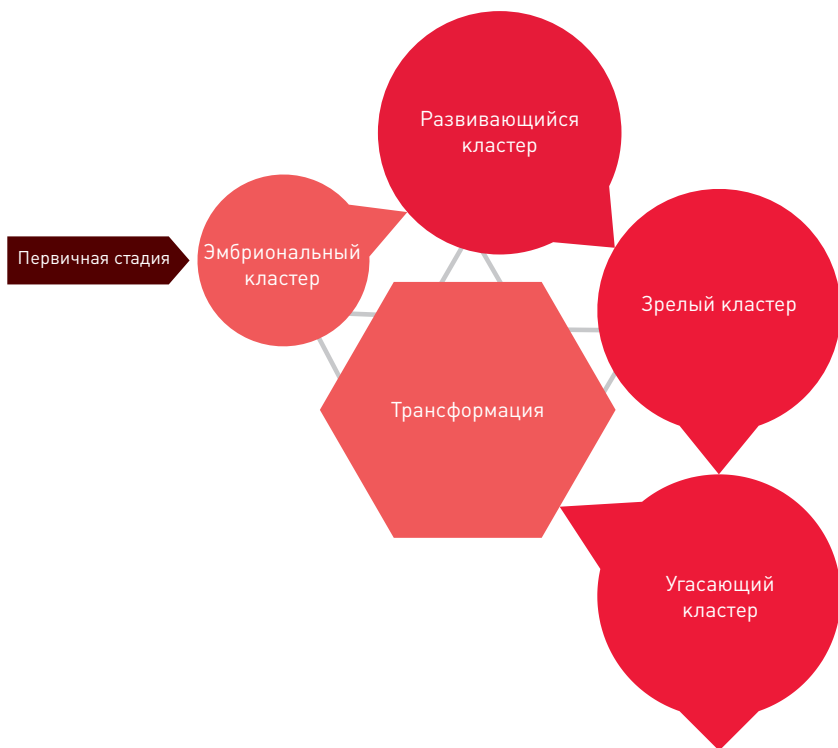 Развивающийся
кластер
Первичная стадия
Эмбриональный
кластер
Зрелый кластер
Трансформация
Угасающий
кластер